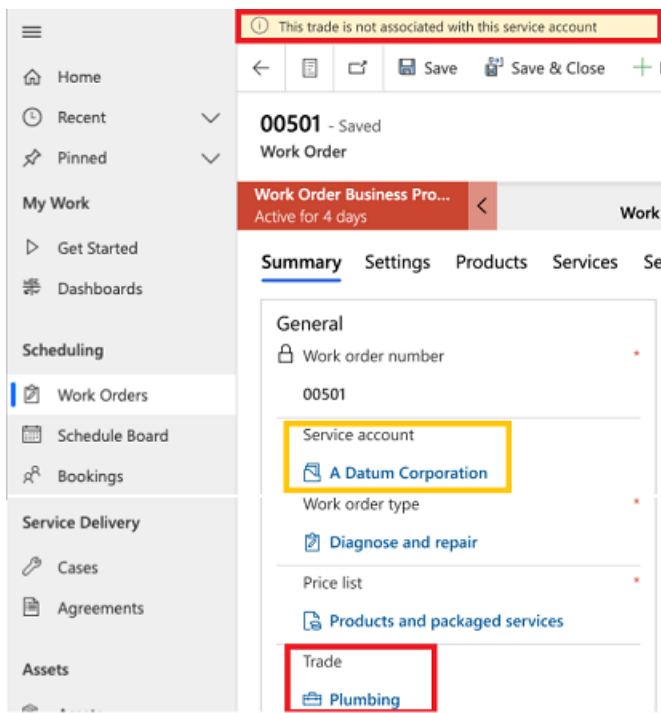 This trade is not associated with this service account
Home
Save
Save & Close
Recent
00501 - Saved
Pinned
Work Order
My Work
Work Order Business Pro...
Active for 4 days
Work
Get Started
Summary
Settings
Products
Services
Se
Dashboards
General
Scheduling
Work order number
*
Work Orders
00501
Schedule Board
Service account
Bookings
A Datum Corporation
Work order type
*
Service Delivery
Diagnose and repair
Cases
Price list
*
Agreements
Products and packaged services
Assets
Trade
Plumbing